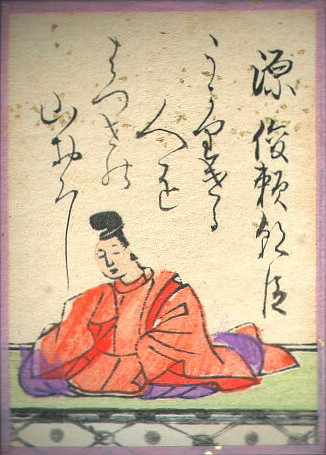 源俊頼朝臣
うかりける
人を
はつせの
山おろし